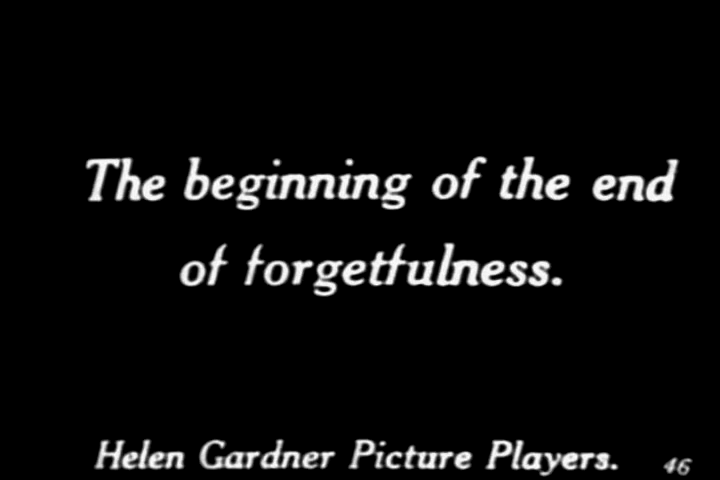 The beginning of the end
of forgetfulness.
Helen Gardner Picture Players. 46